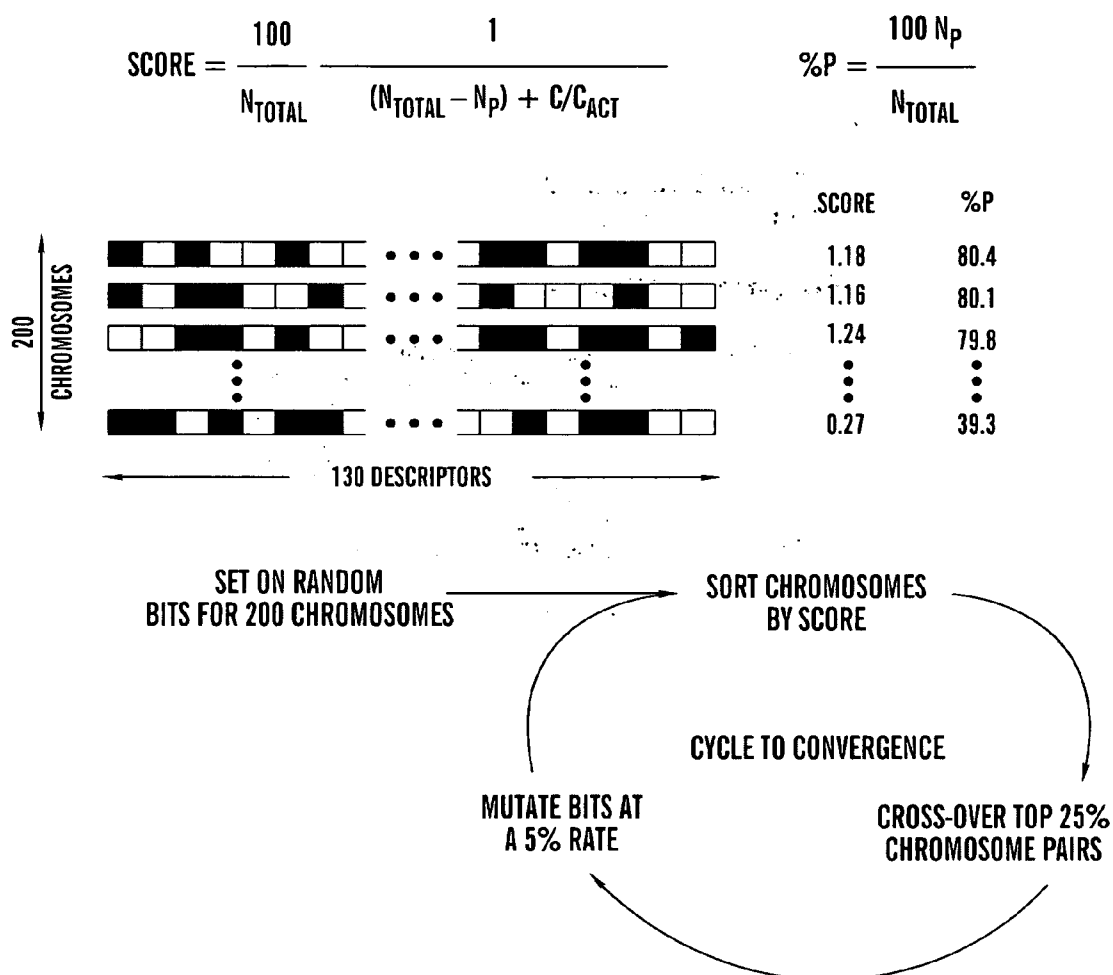 SCORE = 100 / N_TOTAL 1 / (N_TOTAL – N_P) + C/C_ACT
%P = 100 N_P / N_TOTAL
SCORE %P
1.18 80.4
1.16 80.1
1.24 79.8
0.27 39.3
200
CHROMOSOMES
130 DESCRIPTORS
SET ON RANDOM
BITS FOR 200 CHROMOSOMES
SORT CHROMOSOMES
BY SCORE
CYCLE TO CONVERGENCE
MUTATE BITS AT
A 5% RATE
CROSS-OVER TOP 25%
CHROMOSOME PAIRS